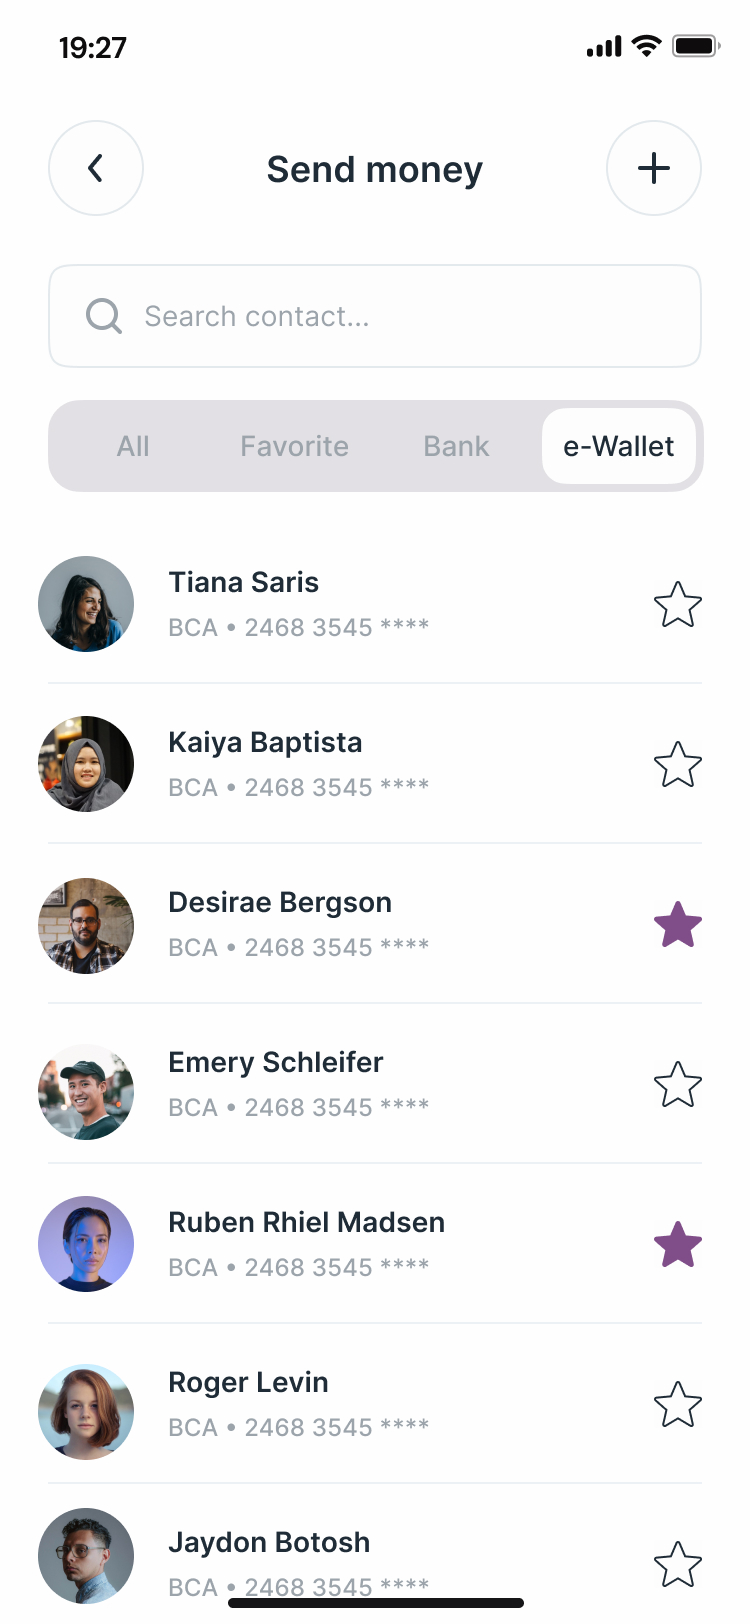 19:27
Send money
Search contact...
All Favorite Bank e-Wallet
Tiana Saris
BCA • 2468 3545 ****
Kaiya Baptista
BCA • 2468 3545 ****
Desirae Bergson
BCA • 2468 3545 ****
Emery Schleifer
BCA • 2468 3545 ****
Ruben Rhiel Madsen
BCA • 2468 3545 ****
Roger Levin
BCA • 2468 3545 ****
Jaydon Botosh
BCA • 2468 3545 ****